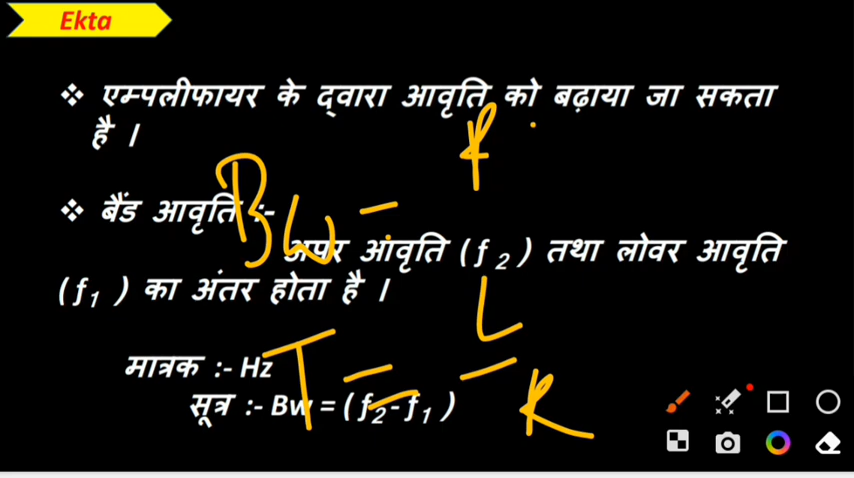 Ekta
❖ एम्पलीफायर के द्वारा आवृति को बढ़ाया जा सकता
है ।
❖ बैंड आवृति :-
अपर आवृति ( f 2 ) तथा लोवर आवृति
( f1 ) का अंतर होता है ।
मात्रक :- Hz
सूत्र :- Bw = ( f2 - f1 )
BW =
T = L
R